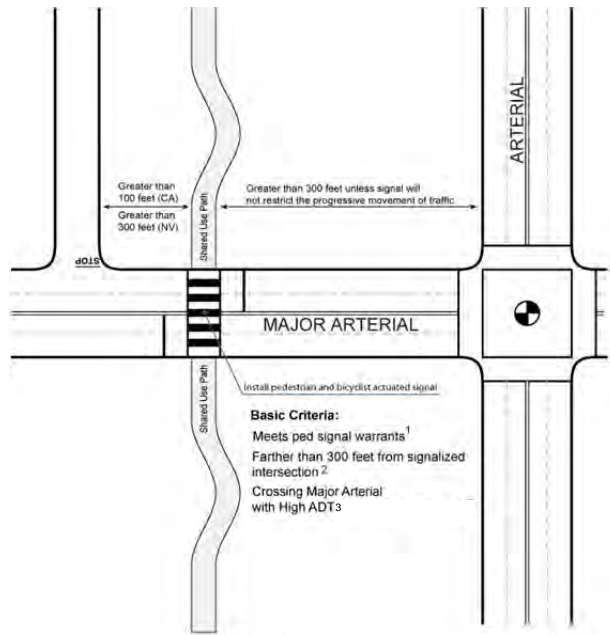 ARTERIAL
Greater than
100 feet (CA)
Greater than
300 feet (NV)
Shared Use Path
Greater than 300 feet unless signal will
not restrict the progressive movement of traffic
STOP
MAJOR ARTERIAL
Install pedestrian and bicyclist actuated signal
Shared Use Path
Basic Criteria:
Meets ped signal warrants1
Farther than 300 feet from signalized
intersection2
Crossing Major Arterial
with High ADT3